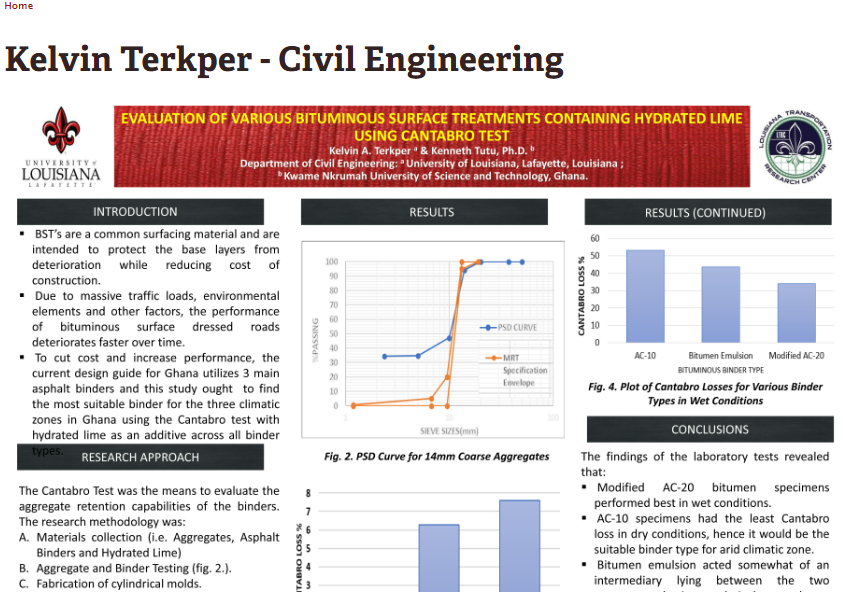 Home
Kelvin Terkper - Civil Engineering
UNIVERSITY of
LOUISIANA
LAFAYETTE
EVALUATION OF VARIOUS BITUMINOUS SURFACE TREATMENTS CONTAINING HYDRATED LIME
USING CANTABRO TEST
Kelvin A. Terkper ᵃ & Kenneth Tutu, Ph.D. ᵇ
Department of Civil Engineering: ᵃ University of Louisiana, Lafayette, Louisiana ;
ᵇ Kwame Nkrumah University of Science and Technology, Ghana.
LOUISIANA TRANSPORTATION
LTRC
RESEARCH CENTER
INTRODUCTION
▪ BST's are a common surfacing material and are
intended to protect the base layers from
deterioration while reducing cost of
construction.
▪ Due to massive traffic loads, environmental
elements and other factors, the performance
of bituminous surface dressed roads
deteriorates faster over time.
▪ To cut cost and increase performance, the
current design guide for Ghana utilizes 3 main
asphalt binders and this study ought to find
the most suitable binder for the three climatic
zones in Ghana using the Cantabro test with
hydrated lime as an additive across all binder
types.
RESEARCH APPROACH
The Cantabro Test was the means to evaluate the
aggregate retention capabilities of the binders.
The research methodology was:
A. Materials collection (i.e. Aggregates, Asphalt
Binders and Hydrated Lime)
B. Aggregate and Binder Testing (fig. 2.).
C. Fabrication of cylindrical molds.
RESULTS
%PASSING
100
90
80
70
60
50
40
30
20
10
0
1 10 100
SIEVE SIZES(mm)
PSD CURVE
MRT
Specification
Envelope
Fig. 2. PSD Curve for 14mm Coarse Aggregates
8
7
6
5
4
3
TABRO LOSS %
RESULTS (CONTINUED)
CANTABRO LOSS %
60
50
40
30
20
10
0
AC-10 Bitumen Emulsion Modified AC-20
BITUMINOUS BINDER TYPE
Fig. 4. Plot of Cantabro Losses for Various Binder
Types in Wet Conditions
CONCLUSIONS
The findings of the laboratory tests revealed
that:
▪ Modified AC-20 bitumen specimens
performed best in wet conditions.
▪ AC-10 specimens had the least Cantabro
loss in dry conditions, hence it would be the
suitable binder type for arid climatic zone.
▪ Bitumen emulsion acted somewhat of an
intermediary lying between the two